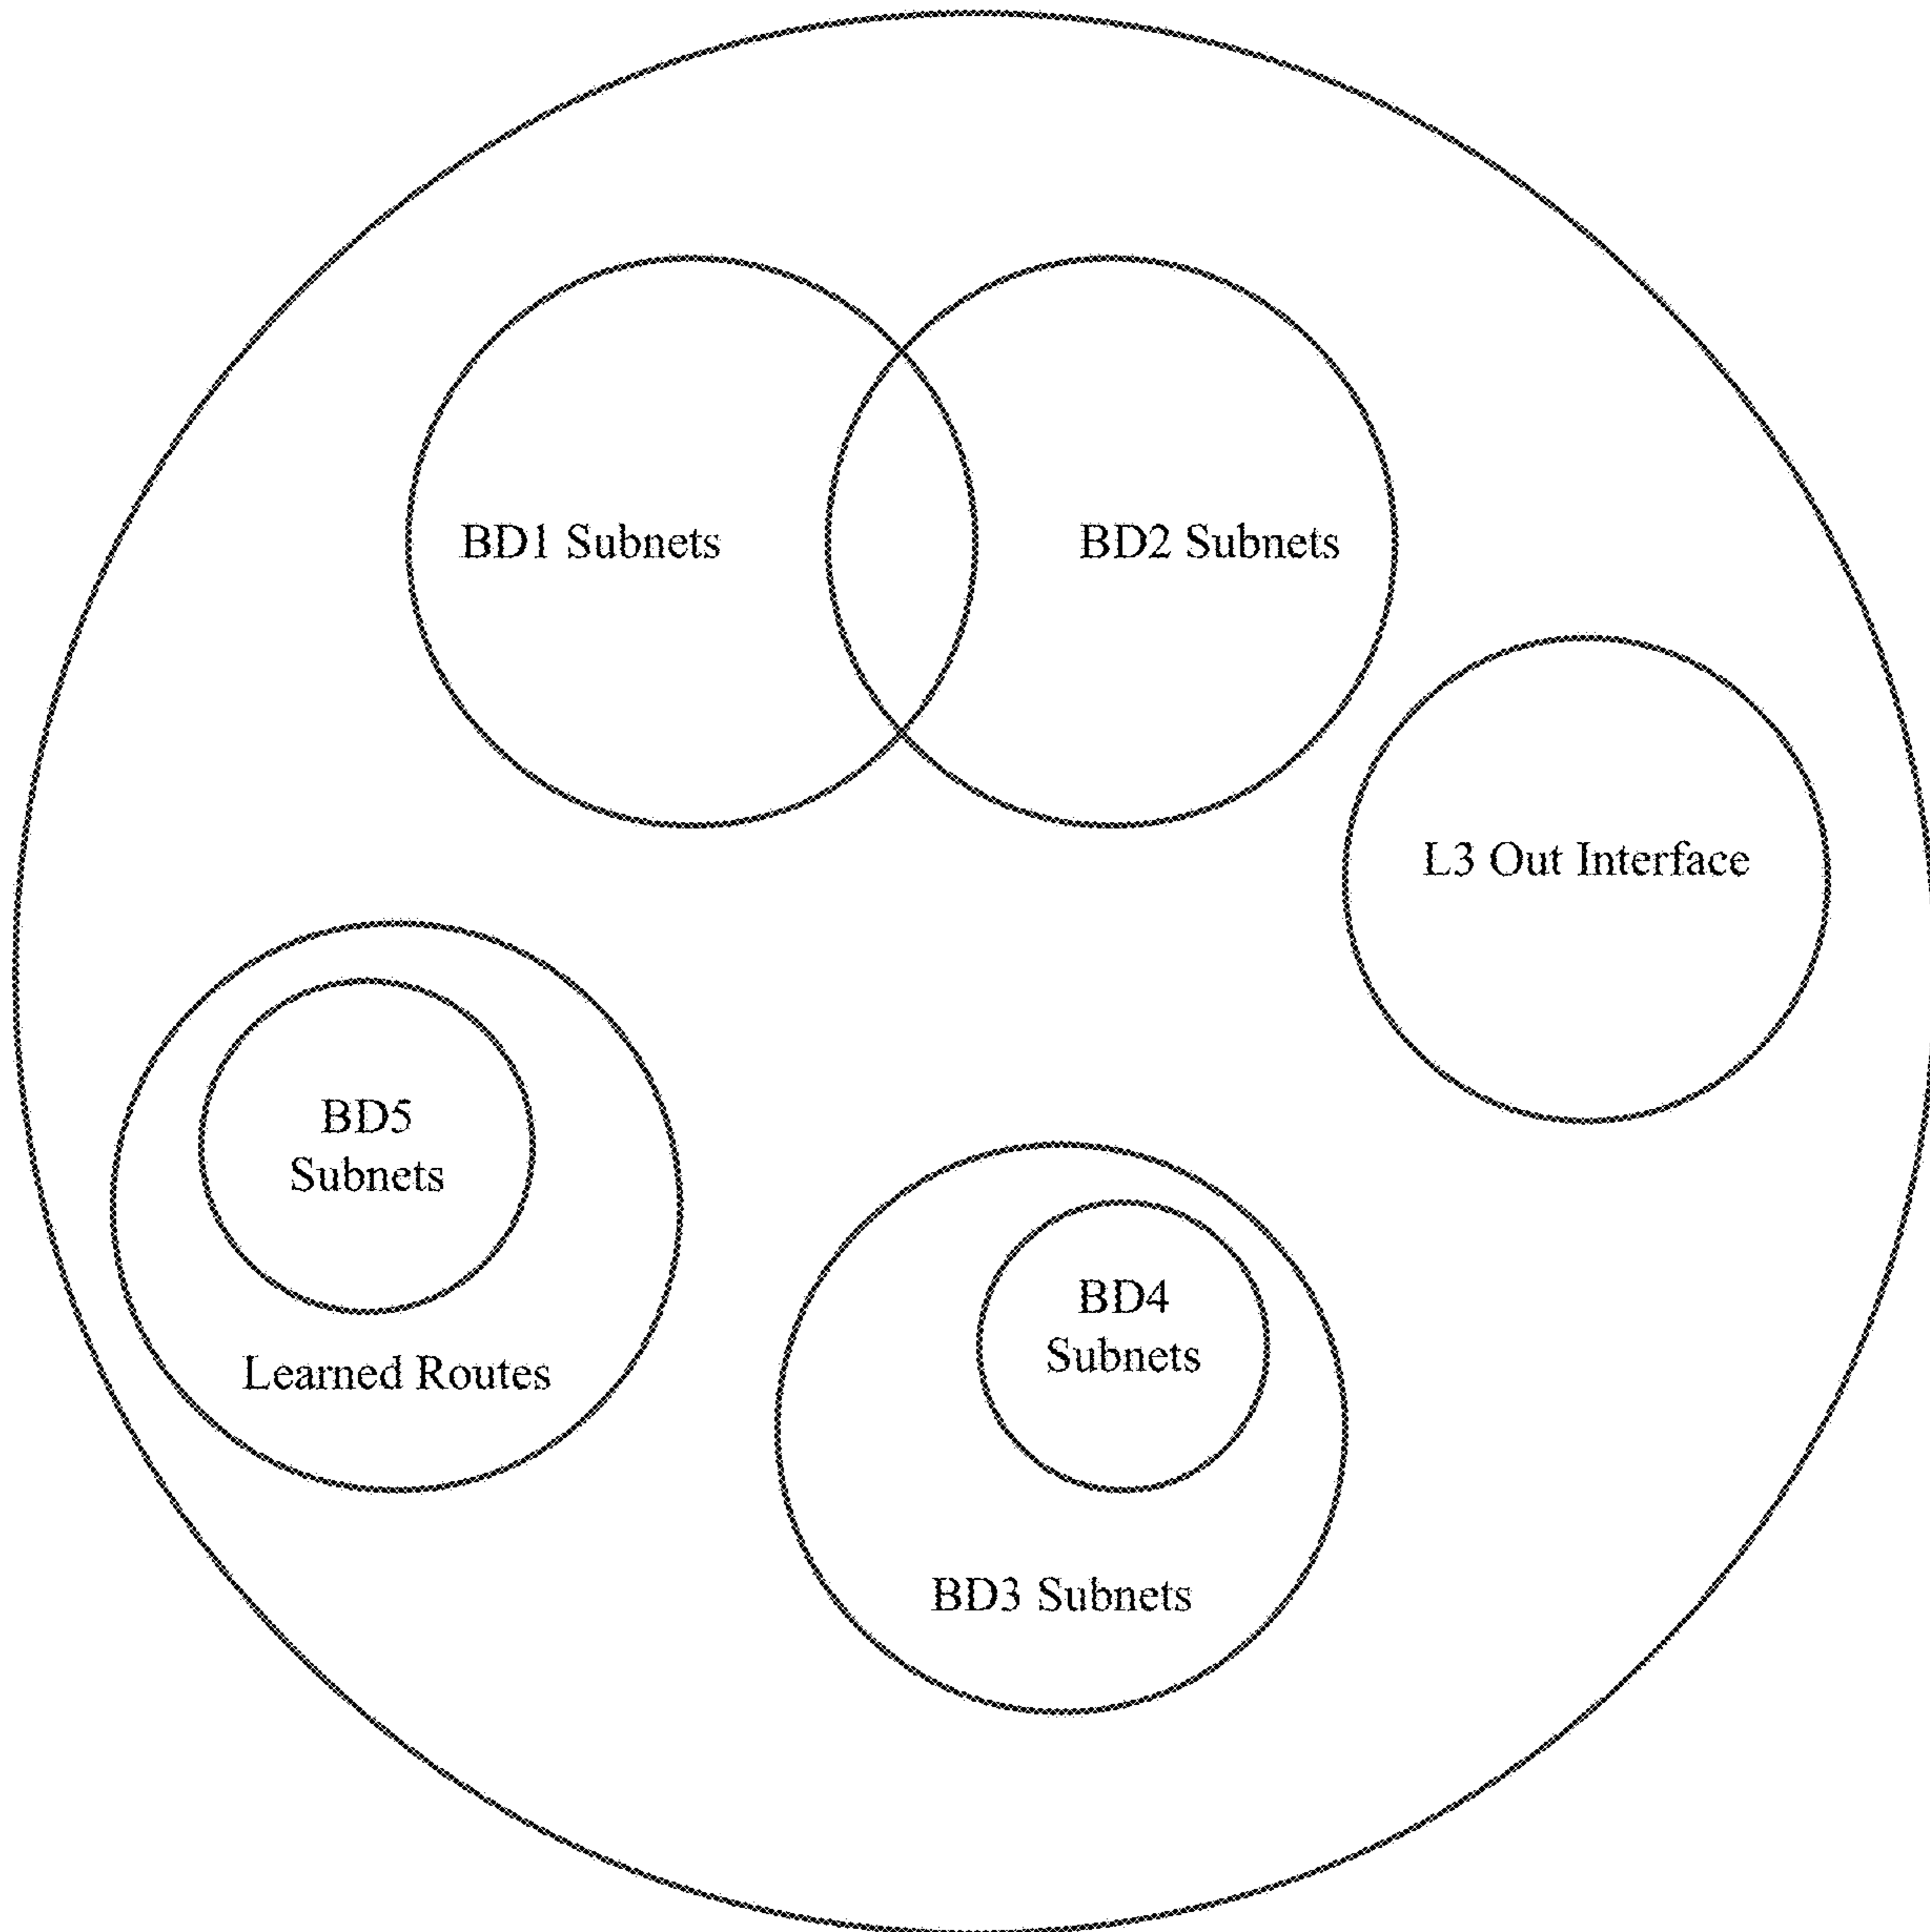 BD1 Subnets
BD2 Subnets
L3 Out Interface
BD5
Subnets
Learned Routes
BD4
Subnets
BD3 Subnets